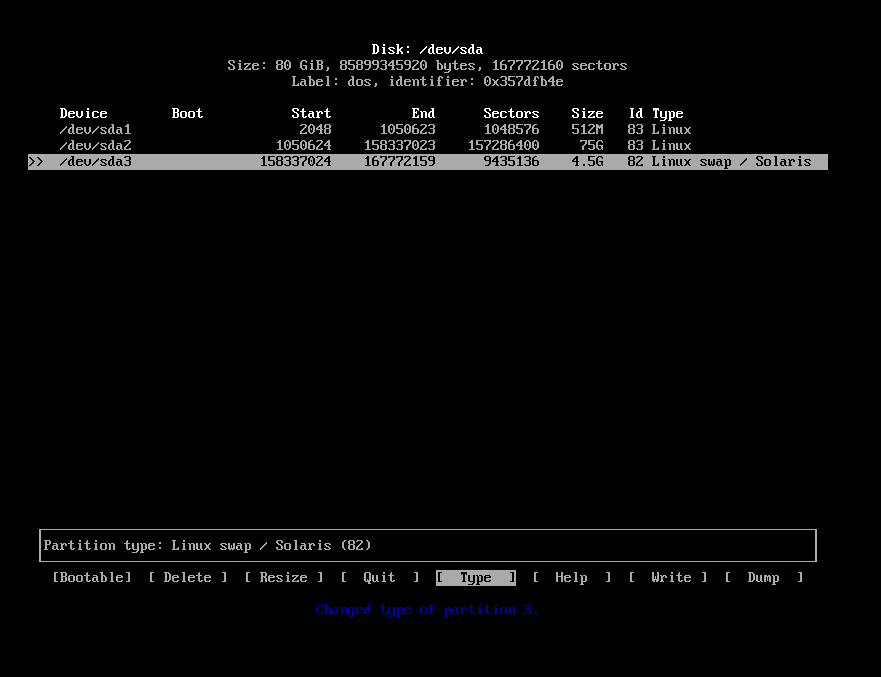 Disk: /dev/sda
Size: 80 GiB, 85899345920 bytes, 167772160 sectors
Label: dos, identifier: 0x357dfb4e
Device Boot Start End Sectors Size Id Type
/dev/sda1 2048 1050623 1048576 512M 83 Linux
/dev/sda2 1050624 158337023 157286400 75G 83 Linux
>> /dev/sda3 158337024 167772159 9435136 4.5G 82 Linux swap / Solaris
Partition type: Linux swap / Solaris (82)
[Bootable] [ Delete ] [ Resize ] [ Quit ] [ Type ] [ Help ] [ Write ] [ Dump ]
Changed type of partition 3.